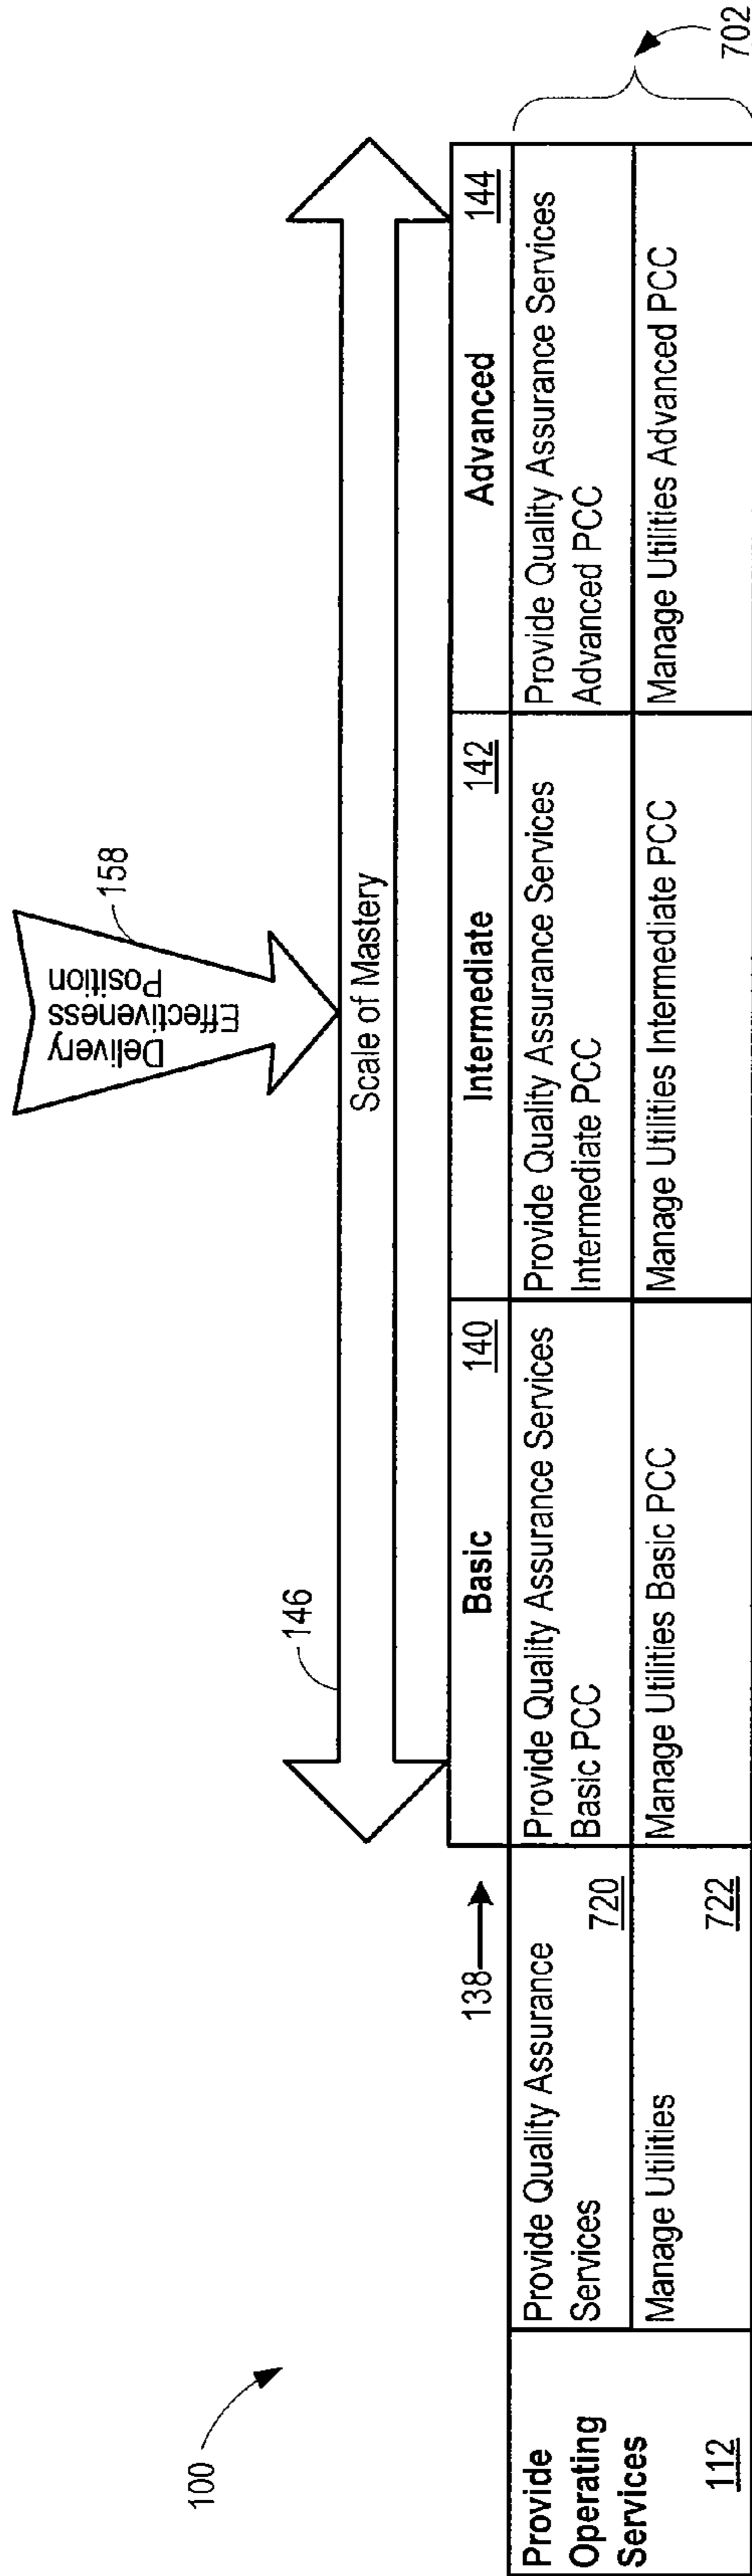 100
Delivery
Effectiveness
Position
158
146
Scale of Mastery
138
Basic 140
Intermediate 142
Advanced 144
Provide
Operating
Services
112
Provide Quality Assurance
Services 720
Provide Quality Assurance Services
Basic PCC
Provide Quality Assurance Services
Intermediate PCC
Provide Quality Assurance Services
Advanced PCC
Manage Utilities
722
Manage Utilities Basic PCC
Manage Utilities Intermediate PCC
Manage Utilities Advanced PCC
702